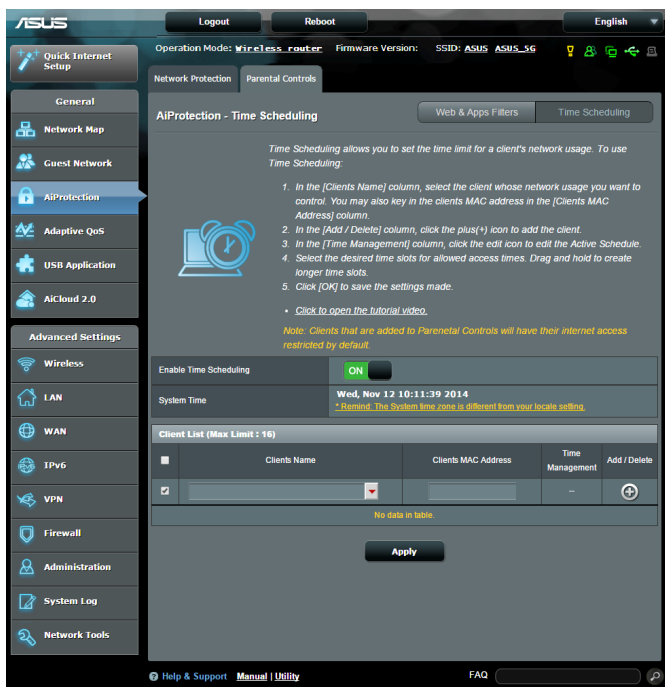 ASUS
Logout
Reboot
English
Quick Internet
Setup
Operation Mode: Wireless router Firmware Version: SSID: ASUS ASUS_5G
Network Protection
Parental Controls
General
Network Map
Guest Network
AiProtection
Adaptive QoS
USB Application
AiCloud 2.0
Advanced Settings
Wireless
LAN
WAN
IPv6
VPN
Firewall
Administration
System Log
Network Tools
AiProtection - Time Scheduling
Web & Apps Filters
Time Scheduling
Time Scheduling allows you to set the time limit for a client's network usage. To use
Time Scheduling:
1. In the [Clients Name] column, select the client whose network usage you want to
control. You may also key in the clients MAC address in the [Clients MAC
Address] column.
2. In the [Add / Delete] column, click the plus(+) icon to add the client.
3. In the [Time Management] column, click the edit icon to edit the Active Schedule.
4. Select the desired time slots for allowed access times. Drag and hold to create
longer time slots.
5. Click [OK] to save the settings made.
• Click to open the tutorial video.
Note: Clients that are added to Parenetal Controls will have their internet access
restricted by default.
Enable Time Scheduling
ON
System Time
Wed, Nov 12 10:11:39 2014
* Remind: The System time zone is different from your locale setting.
Client List (Max Limit : 16)
Clients Name
Clients MAC Address
Time
Management
Add / Delete
–
No data in table.
Apply
Help & Support Manual | Utility
FAQ